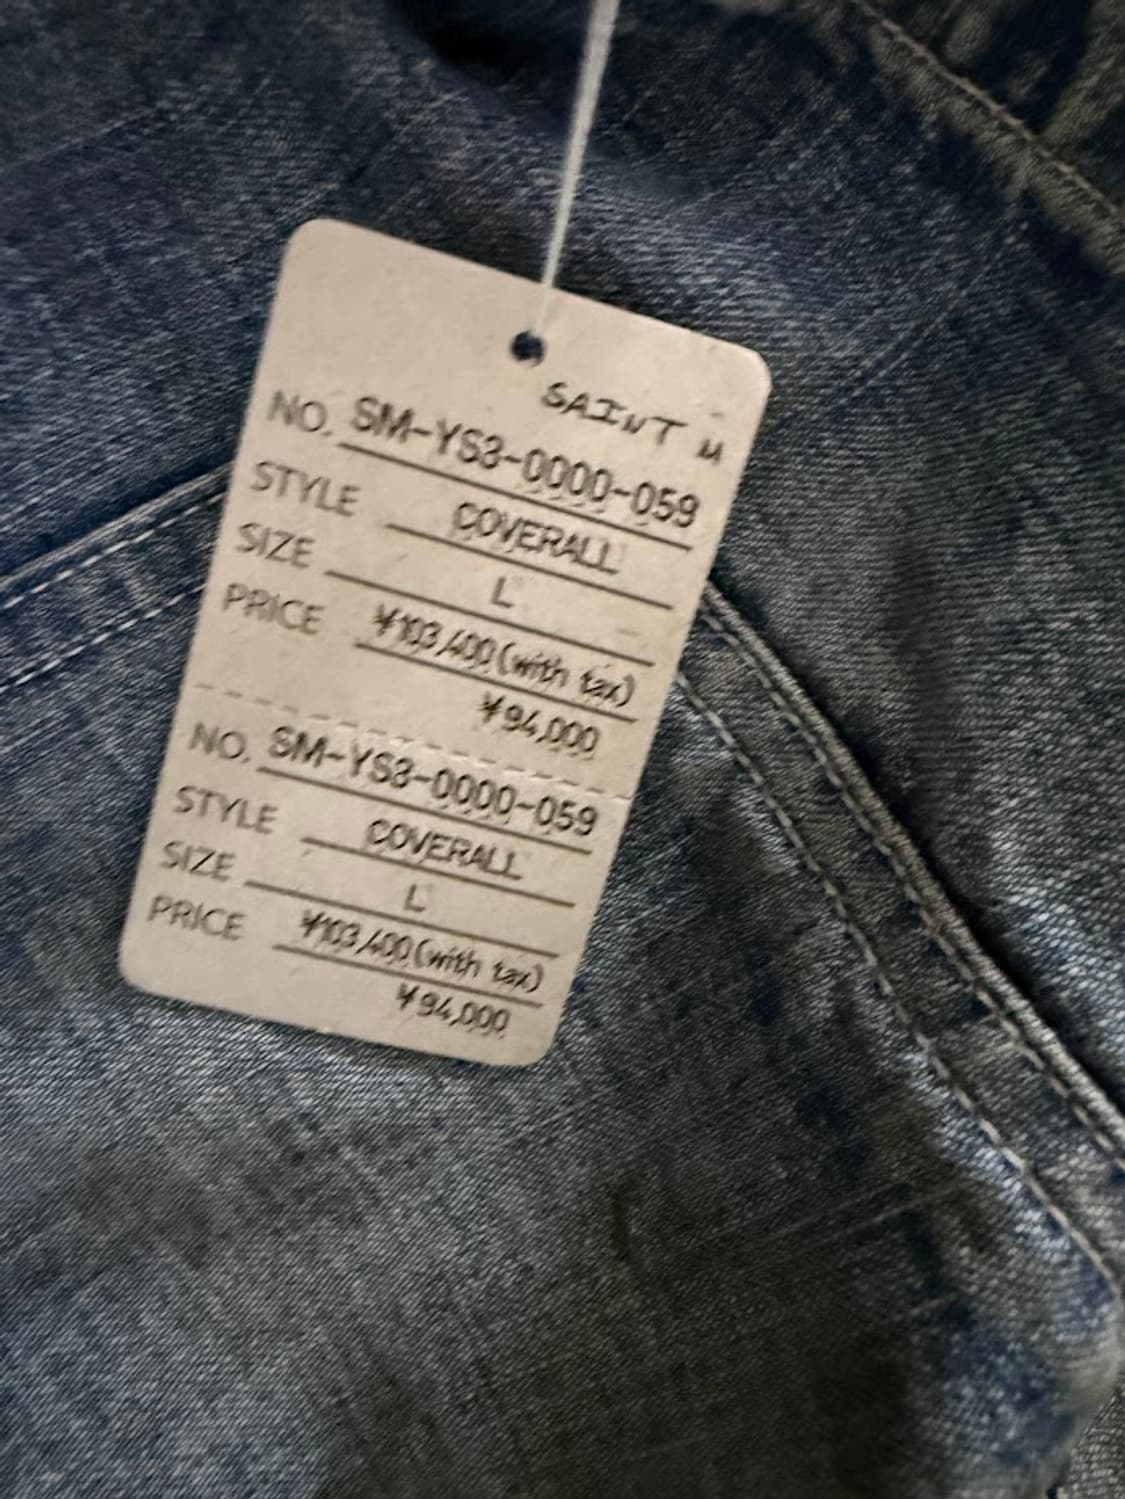 SAINT M
NO. SM-YS3-0000-059
STYLE COVERALL
SIZE L
PRICE ¥103,400(with tax)
¥94,000
NO. SM-YS3-0000-059
STYLE COVERALL
SIZE L
PRICE ¥103,400(with tax)
¥94,000